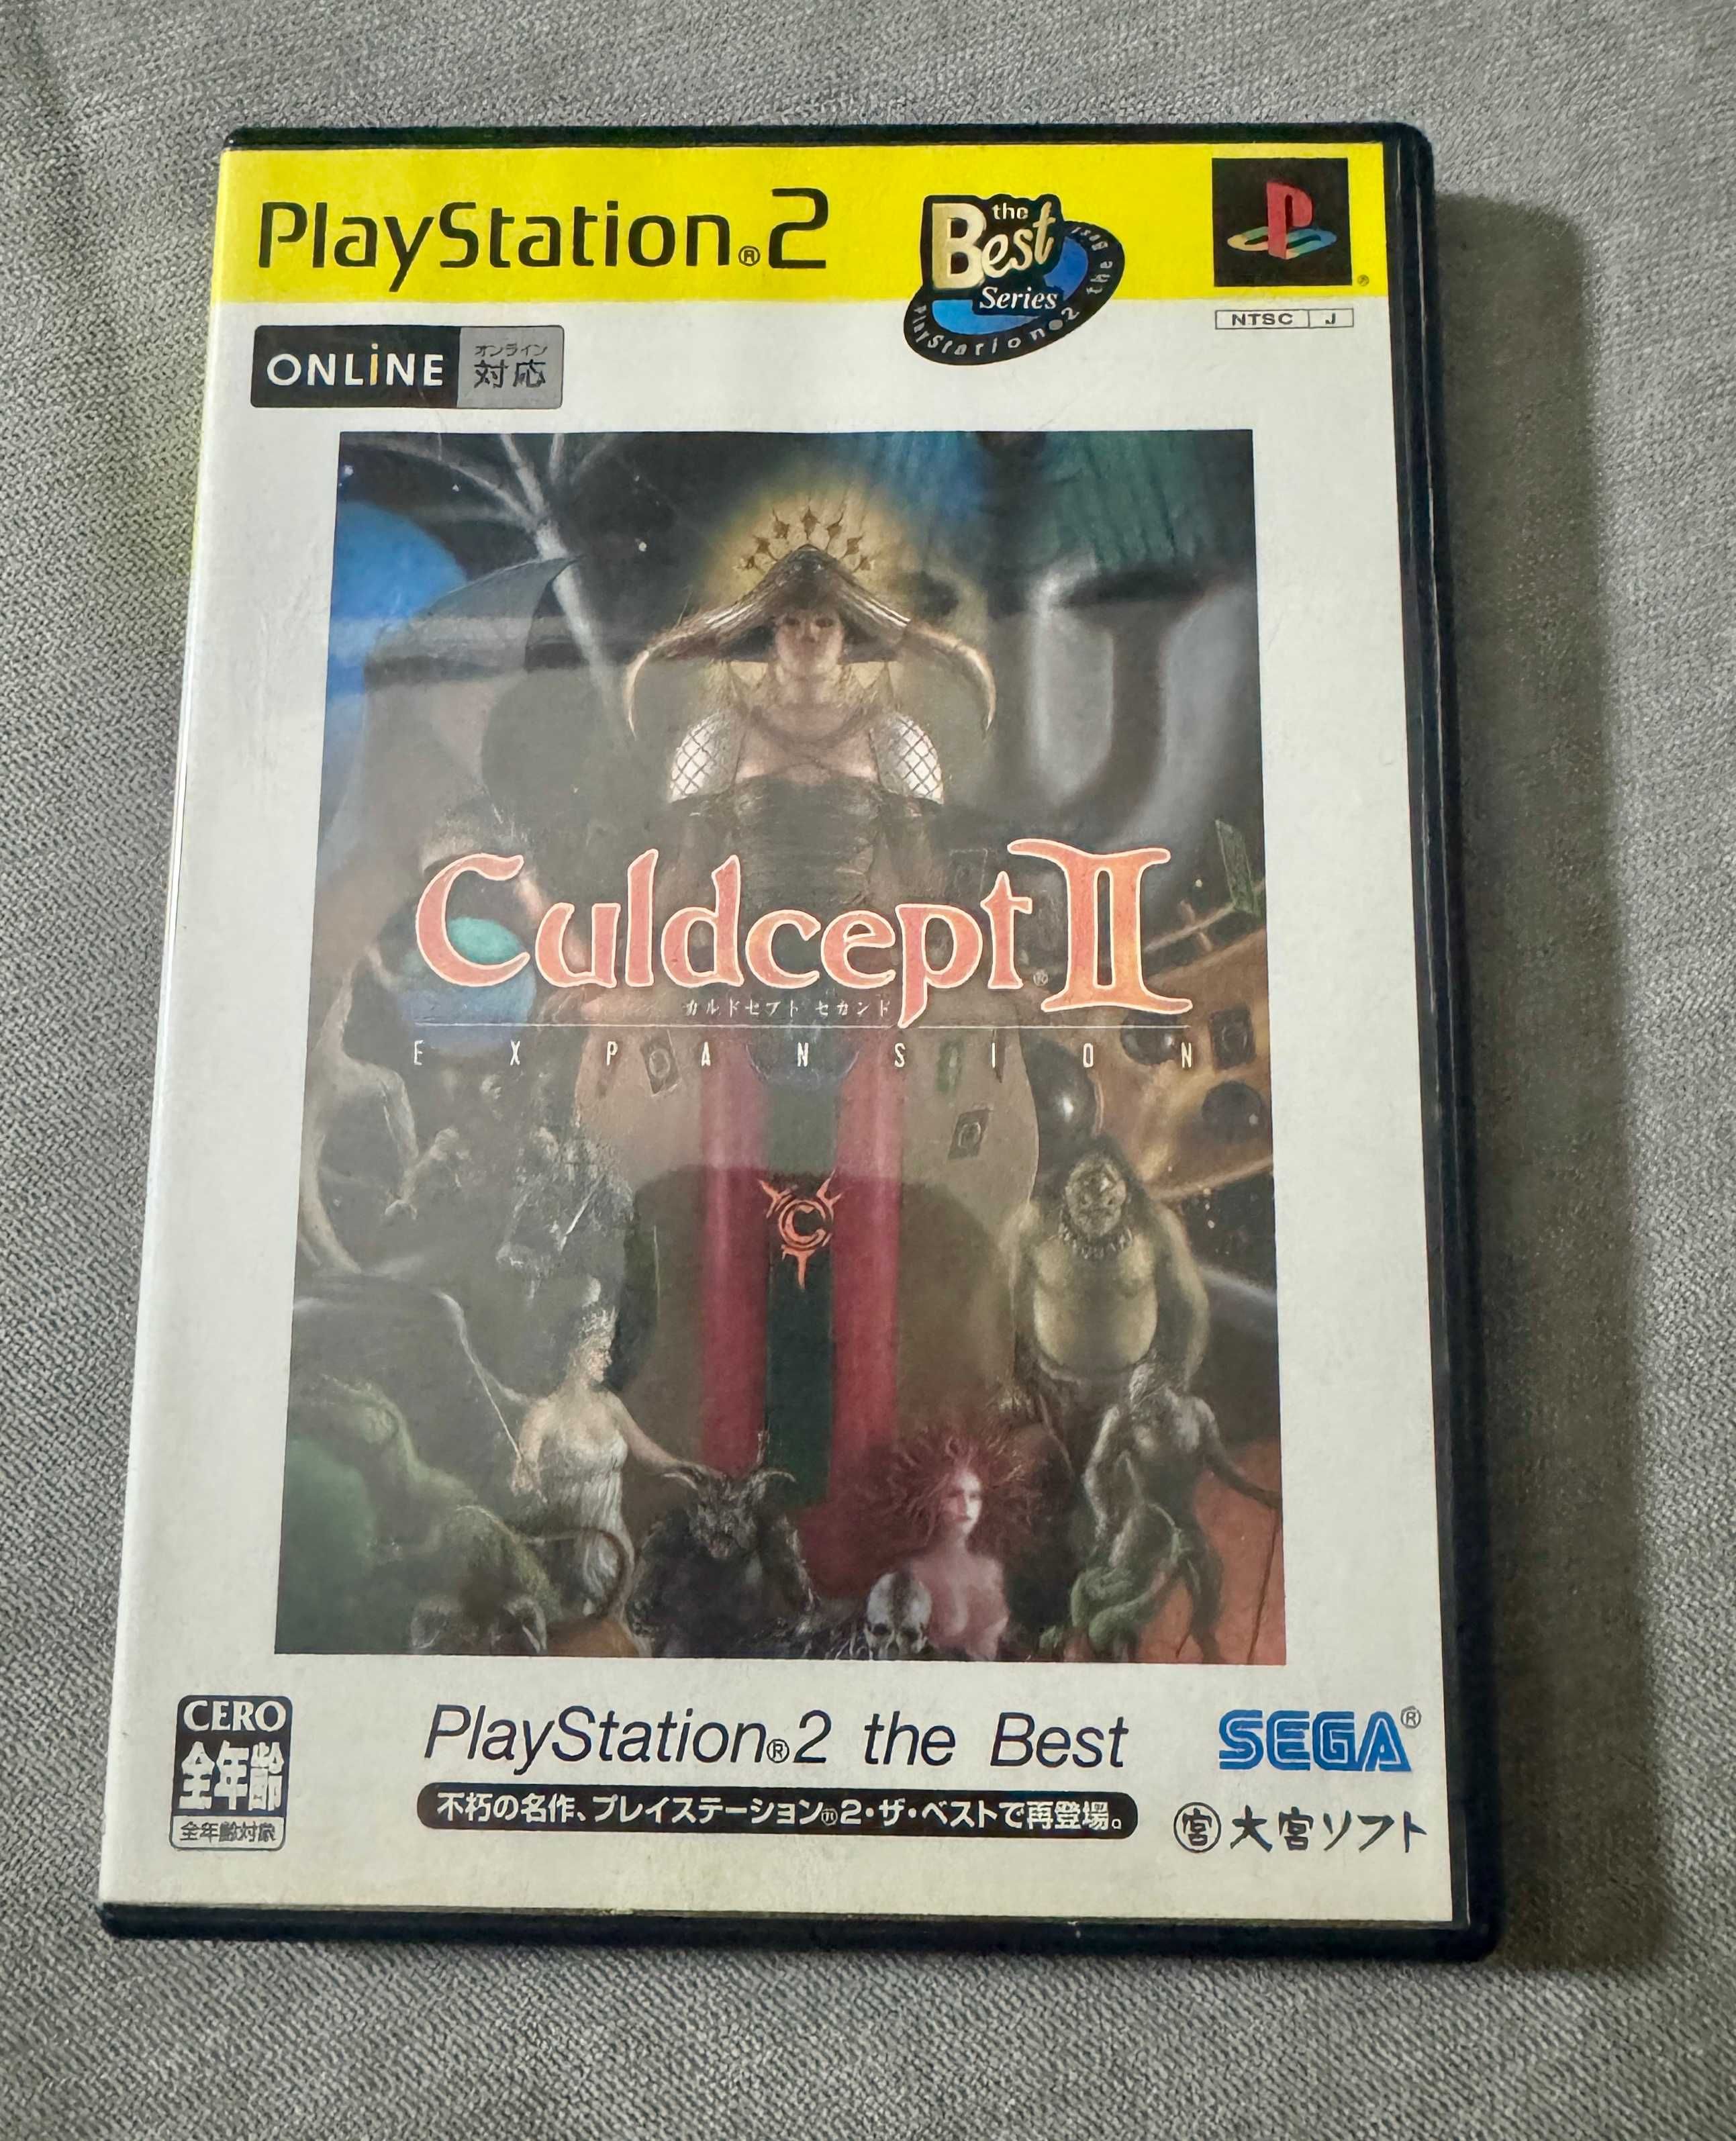 PlayStation®2
the Best Series
PlayStation●2 the Best
NTSC J
ONLiNE オンライン 対応
Culdcept® II
カルドセプト セカンド
EXPANSION
C
CERO
全年齢
全年齢対象
PlayStation®2 the Best
不朽の名作、プレイステーション®2・ザ・ベストで再登場。
SEGA®
宮 大宮ソフト